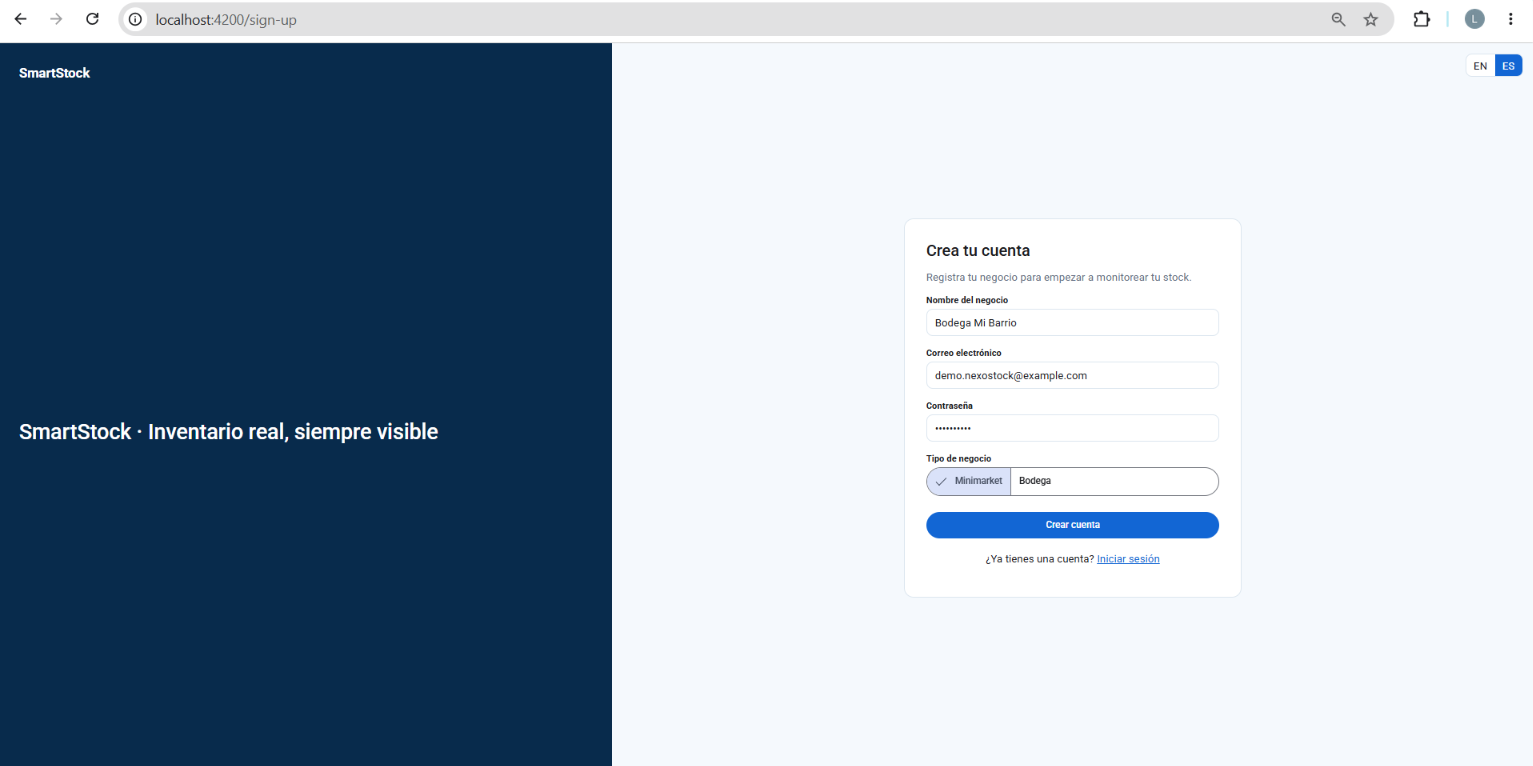 localhost:4200/sign-up
L
SmartStock
EN ES
SmartStock · Inventario real, siempre visible
Crea tu cuenta
Registra tu negocio para empezar a monitorear tu stock.
Nombre del negocio
Bodega Mi Barrio
Correo electrónico
demo.nexostock@example.com
Contraseña
••••••••••
Tipo de negocio
Minimarket Bodega
Crear cuenta
¿Ya tienes una cuenta? Iniciar sesión